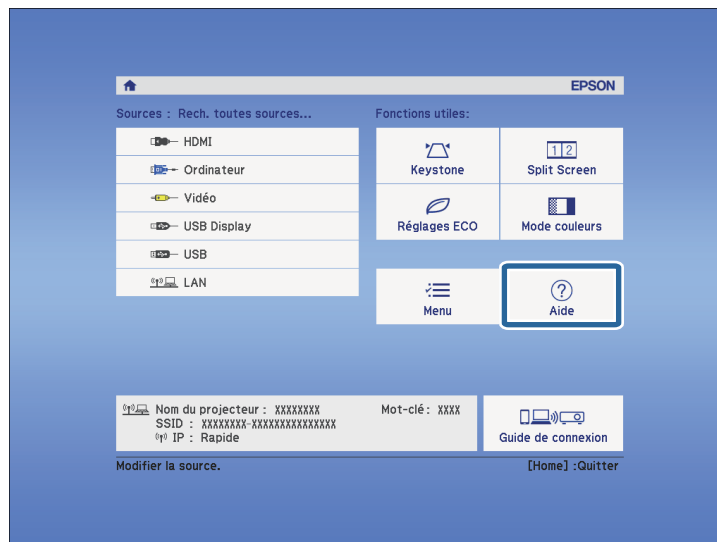 EPSON
Sources : Rech. toutes sources...
HDMI
Ordinateur
Vidéo
USB Display
USB
LAN
Fonctions utiles:
Keystone
1 2
Split Screen
Réglages ECO
Mode couleurs
Menu
?
Aide
Nom du projecteur : XXXXXXXX
Mot-clé : XXXX
SSID : XXXXXXXX-XXXXXXXXXXXXXXX
IP : Rapide
Guide de connexion
Modifier la source.
[Home] :Quitter